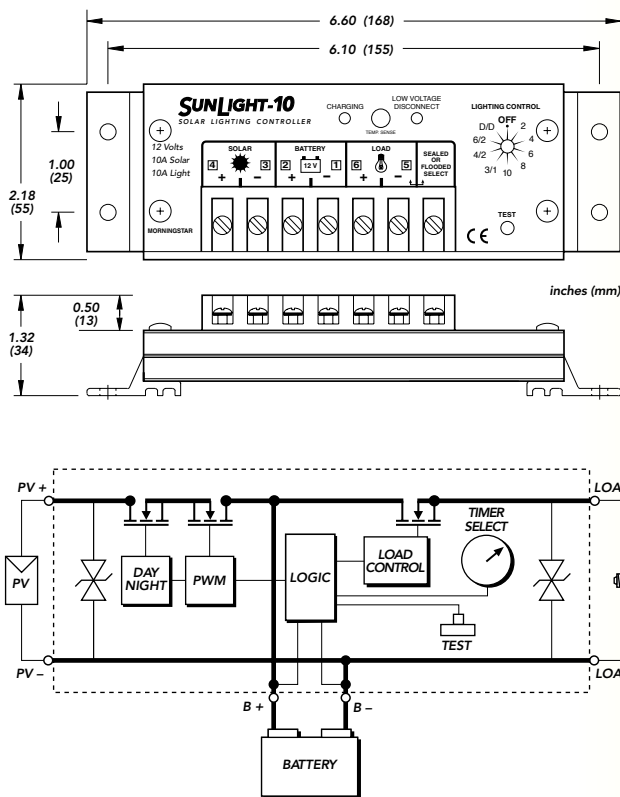 6.60 (168)
6.10 (155)
SUNLIGHT-10
SOLAR LIGHTING CONTROLLER
CHARGING
LOW VOLTAGE
DISCONNECT
TEMP. SENSE
LIGHTING CONTROL
OFF
D/D 2
6/2 4
4/2 6
3/1 10 8
12 Volts
10A Solar
10A Light
SOLAR
4 3
+ –
BATTERY
2 12 V 1
+ –
LOAD
6 5
+ –
SEALED
OR
FLOODED
SELECT
MORNINGSTAR
CE
TEST
1.00
(25)
2.18
(55)
inches (mm)
0.50
(13)
1.32
(34)
PV +
LOA
TIMER
SELECT
PV
DAY
NIGHT
PWM
LOGIC
LOAD
CONTROL
TEST
PV –
LOA
B +
B –
BATTERY